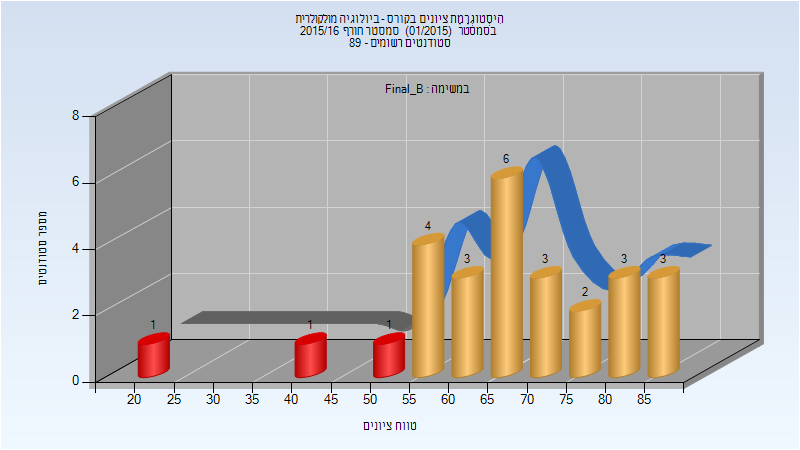 היסטוגרמת ציונים בקורס - ביולוגיה מולקולרית
בסמסטר (01/2015) סמסטר חורף 2015/16
סטודנטים רשומים - 89
במשימה : Final_B
מספר סטודנטים
8
6
4
2
0
1
1
1
4
3
6
3
2
3
3
20 25 30 35 40 45 50 55 60 65 70 75 80 85
טווח ציונים